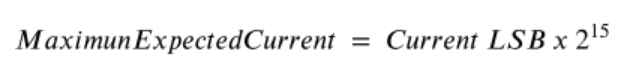 MaximunExpectedCurrent = Current LSB x 2¹⁵